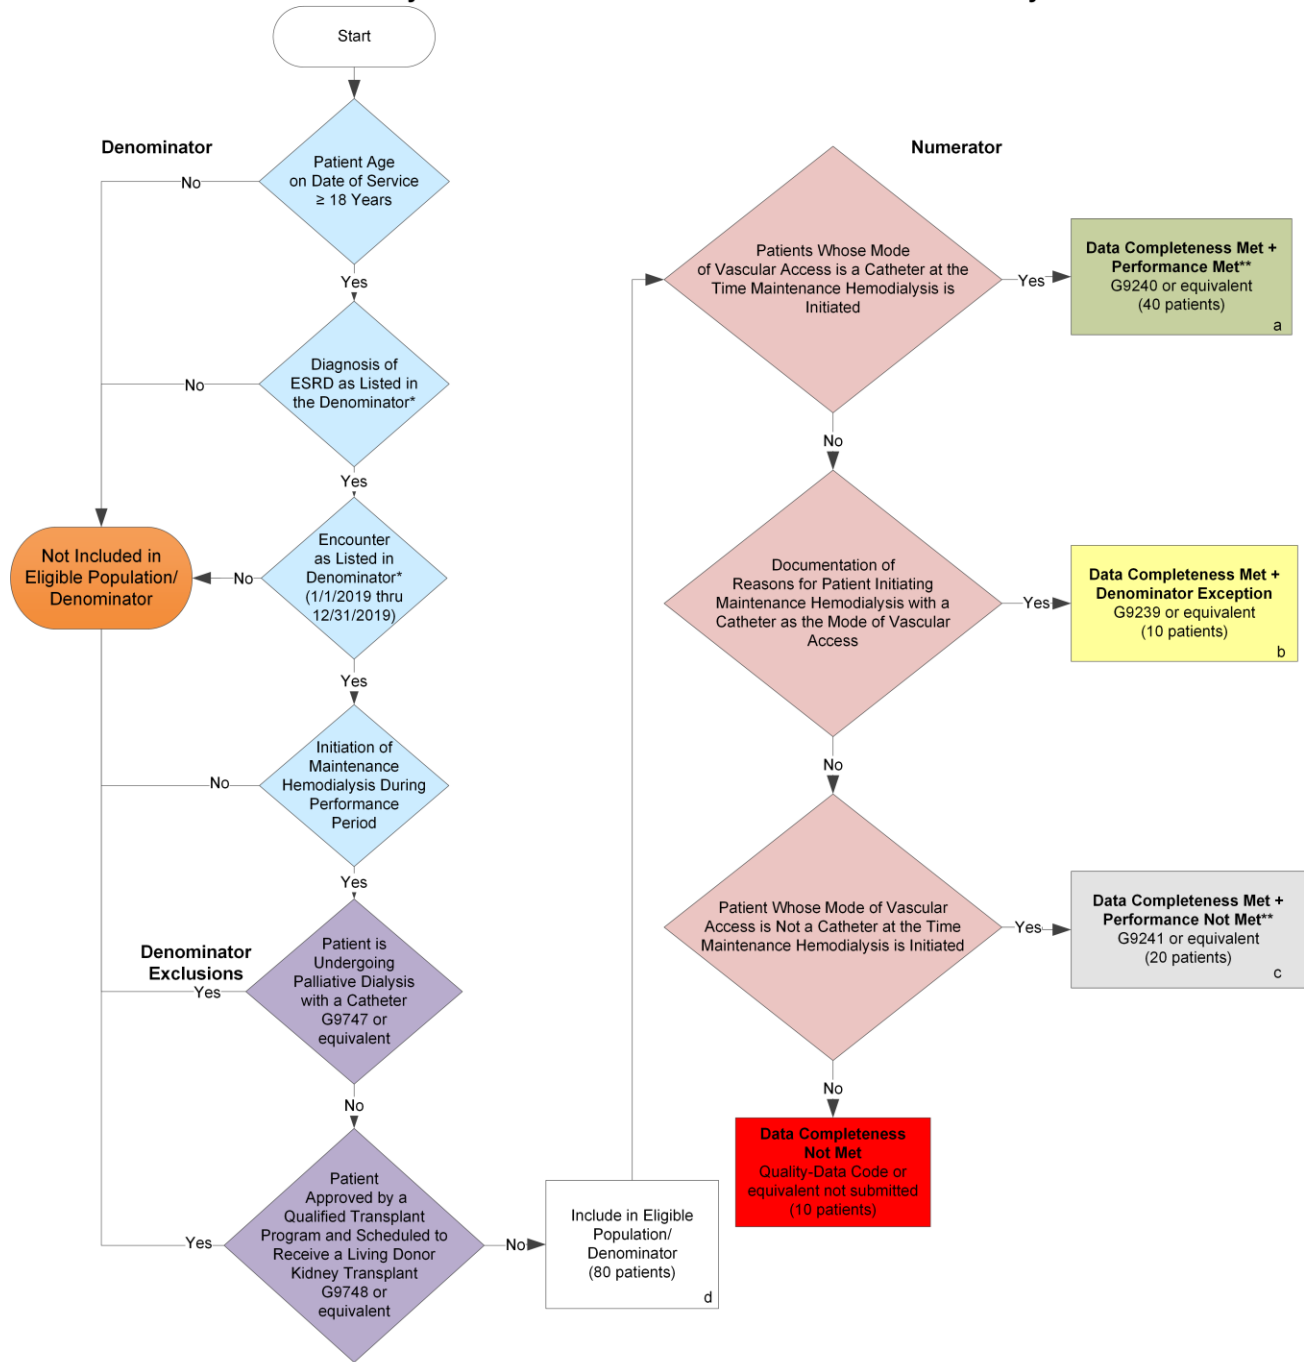 Start
Denominator
Patient Age
on Date of Service
≥ 18 Years
No
Yes
Diagnosis of
ESRD as Listed in
the Denominator*
No
Yes
Encounter
as Listed in
Denominator*
(1/1/2019 thru
12/31/2019)
No
Not Included in
Eligible Population/
Denominator
Yes
Initiation of
Maintenance
Hemodialysis During
Performance
Period
No
Yes
Denominator
Exclusions
Patient is
Undergoing
Palliative Dialysis
with a Catheter
G9747 or
equivalent
Yes
No
Patient
Approved by a
Qualified Transplant
Program and Scheduled to
Receive a Living Donor
Kidney Transplant
G9748 or
equivalent
Yes
No
Include in Eligible
Population/
Denominator
(80 patients)
d
Numerator
Patients Whose Mode
of Vascular Access is a Catheter at the
Time Maintenance Hemodialysis is
Initiated
Yes
Data Completeness Met +
Performance Met**
G9240 or equivalent
(40 patients)
a
No
Documentation of
Reasons for Patient Initiating
Maintenance Hemodialysis with a
Catheter as the Mode of Vascular
Access
Yes
Data Completeness Met +
Denominator Exception
G9239 or equivalent
(10 patients)
b
No
Patient Whose Mode of Vascular
Access is Not a Catheter at the Time
Maintenance Hemodialysis is Initiated
Yes
Data Completeness Met +
Performance Not Met**
G9241 or equivalent
(20 patients)
c
No
Data Completeness
Not Met
Quality-Data Code or
equivalent not submitted
(10 patients)